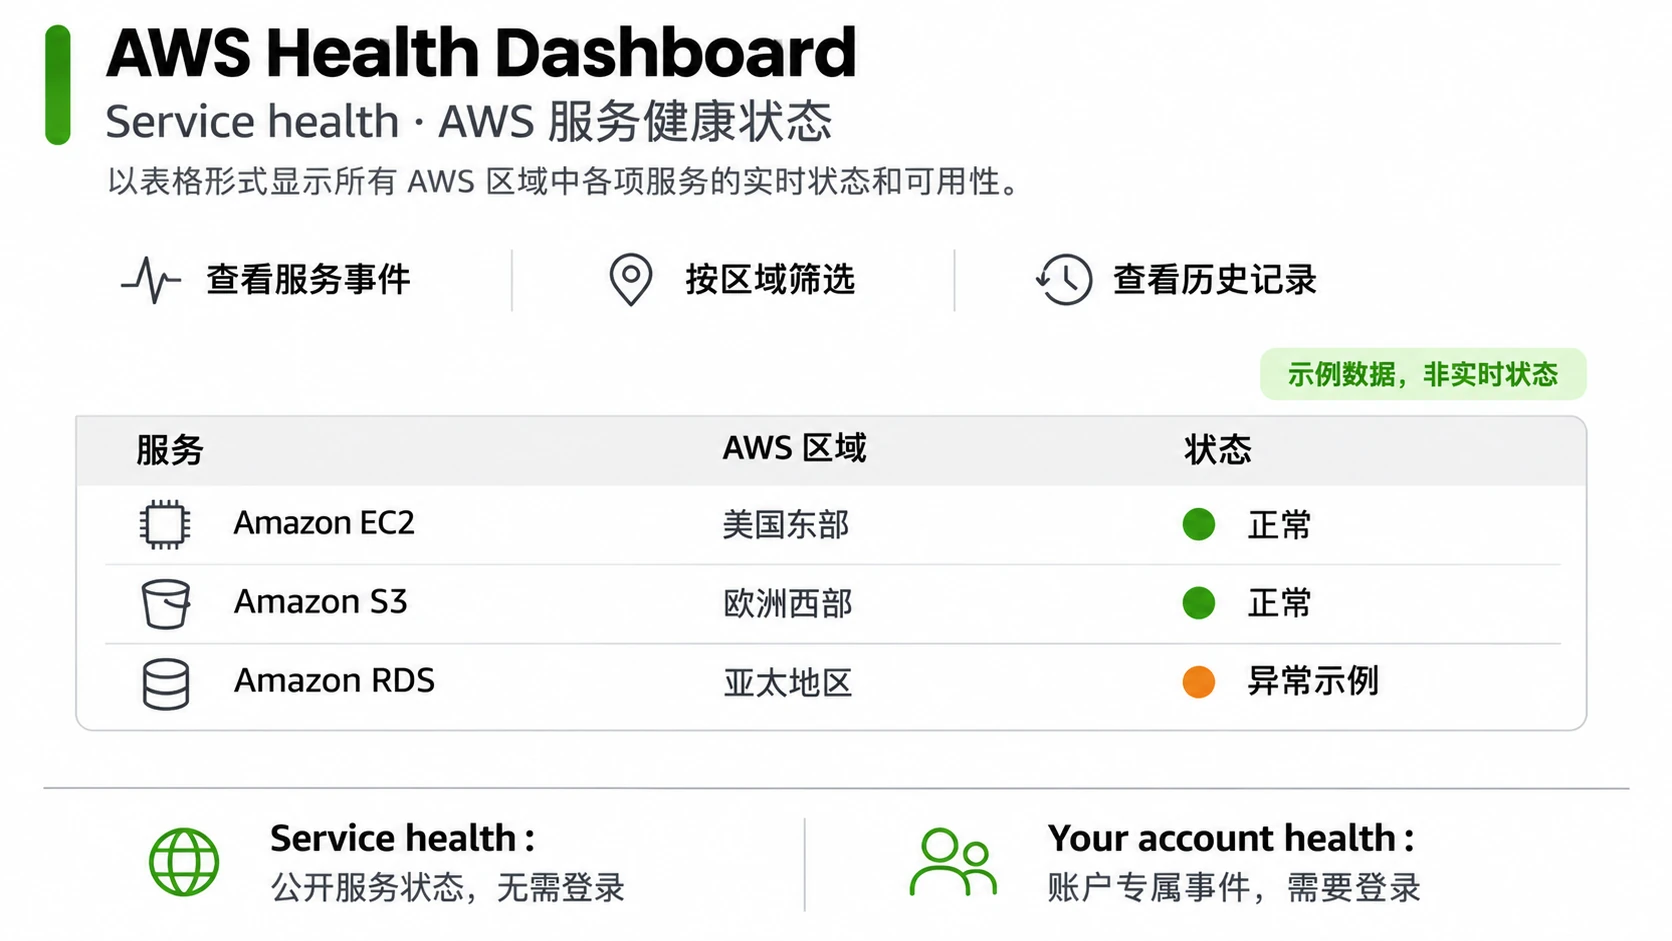 AWS Health Dashboard
Service health · AWS 服务健康状态
以表格形式显示所有 AWS 区域中各项服务的实时状态和可用性。
查看服务事件
按区域筛选
查看历史记录
示例数据，非实时状态
服务 AWS 区域 状态
Amazon EC2 美国东部 正常
Amazon S3 欧洲西部 正常
Amazon RDS 亚太地区 异常示例
Service health :
公开服务状态，无需登录
Your account health :
账户专属事件，需要登录